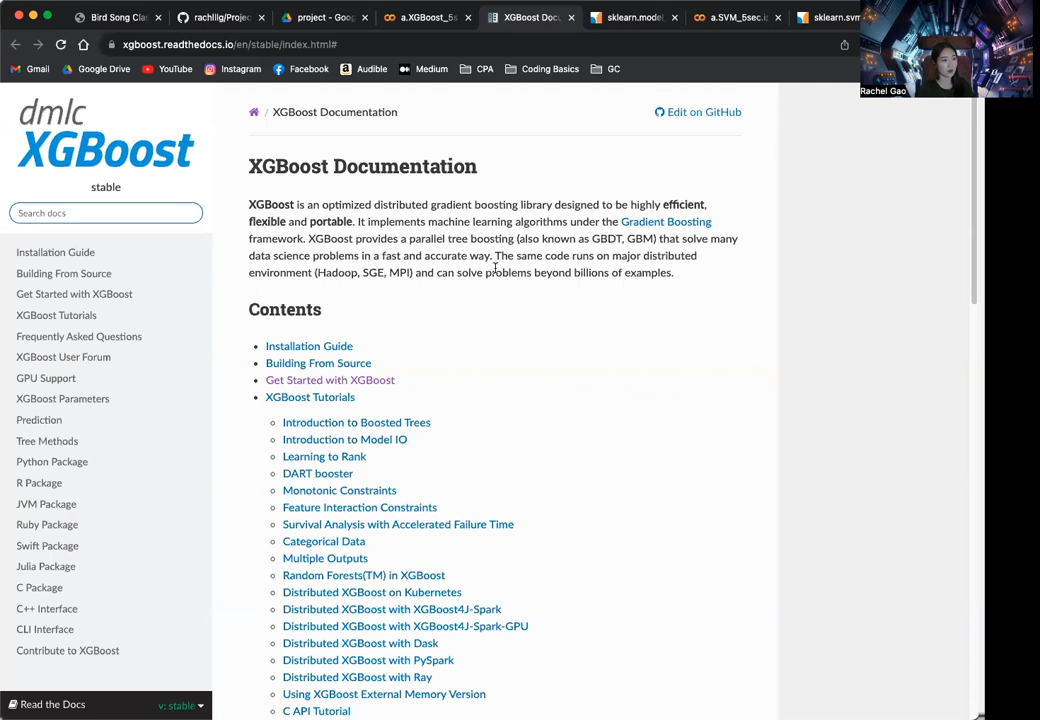 Bird Song Clas
rachllg/Projec
project - Goog
a.XGBoost_5s
XGBoost Docu
sklearn.model_
a.SVM_5sec.i
sklearn.svm
xgboost.readthedocs.io/en/stable/index.html#
Gmail
Google Drive
YouTube
Instagram
Facebook
Audible
Medium
CPA
Coding Basics
GC
Rachel Gao
dmlc
XGBoost
stable
Search docs
Installation Guide
Building From Source
Get Started with XGBoost
XGBoost Tutorials
Frequently Asked Questions
XGBoost User Forum
GPU Support
XGBoost Parameters
Prediction
Tree Methods
Python Package
R Package
JVM Package
Ruby Package
Swift Package
Julia Package
C Package
C++ Interface
CLI Interface
Contribute to XGBoost
Read the Docs
v: stable
XGBoost Documentation
Edit on GitHub
XGBoost Documentation
XGBoost is an optimized distributed gradient boosting library designed to be highly efficient,
flexible and portable. It implements machine learning algorithms under the Gradient Boosting
framework. XGBoost provides a parallel tree boosting (also known as GBDT, GBM) that solve many
data science problems in a fast and accurate way. The same code runs on major distributed
environment (Hadoop, SGE, MPI) and can solve problems beyond billions of examples.
Contents
Installation Guide
Building From Source
Get Started with XGBoost
XGBoost Tutorials
Introduction to Boosted Trees
Introduction to Model IO
Learning to Rank
DART booster
Monotonic Constraints
Feature Interaction Constraints
Survival Analysis with Accelerated Failure Time
Categorical Data
Multiple Outputs
Random Forests(TM) in XGBoost
Distributed XGBoost on Kubernetes
Distributed XGBoost with XGBoost4J-Spark
Distributed XGBoost with XGBoost4J-Spark-GPU
Distributed XGBoost with Dask
Distributed XGBoost with PySpark
Distributed XGBoost with Ray
Using XGBoost External Memory Version
C API Tutorial